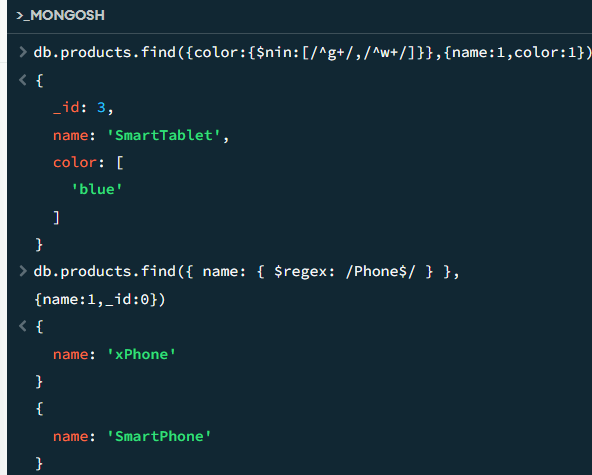 >_MONGOSH
> db.products.find({color:{$nin:[/^g+/,/^w+/]}},{name:1,color:1})
< {
_id: 3,
name: 'SmartTablet',
color: [
'blue'
]
}
> db.products.find({ name: { $regex: /Phone$/ } },
{name:1,_id:0})
< {
name: 'xPhone'
}
{
name: 'SmartPhone'
}